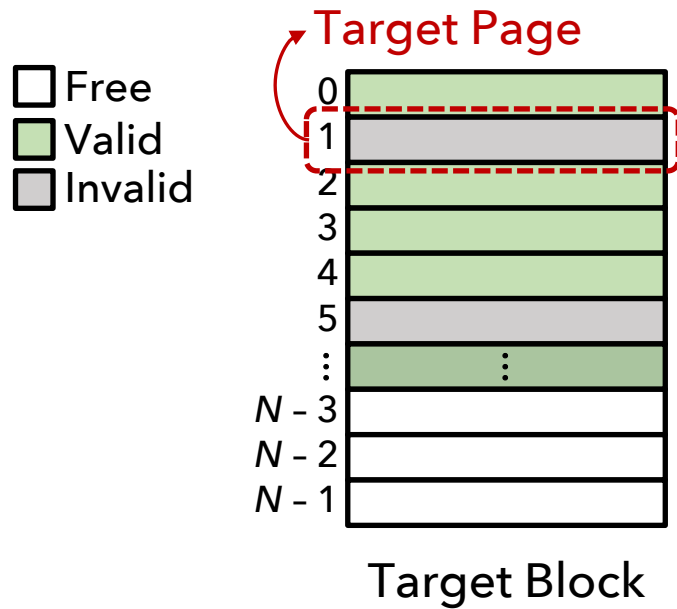 Target Page
Free
Valid
Invalid
0
1
2
3
4
5
⋮ ⋮
N - 3
N - 2
N - 1
Target Block